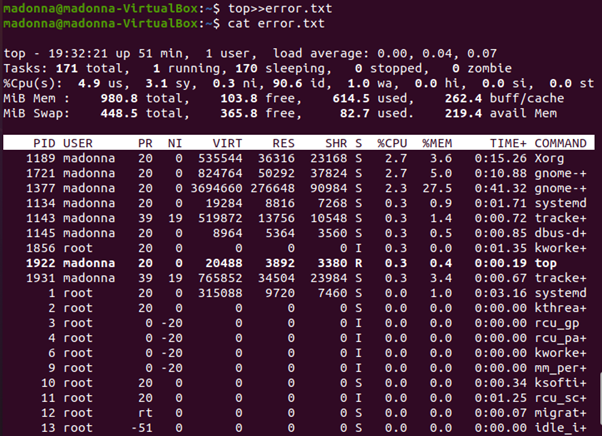 madonna@madonna-VirtualBox:~$ top>>error.txt
madonna@madonna-VirtualBox:~$ cat error.txt
top - 19:32:21 up 51 min,  1 user,  load average: 0.00, 0.04, 0.07
Tasks: 171 total,   1 running, 170 sleeping,   0 stopped,   0 zombie
%Cpu(s):  4.9 us,  3.1 sy,  0.3 ni, 90.6 id,  1.0 wa,  0.0 hi,  0.0 si,  0.0 st
MiB Mem :    980.8 total,    103.8 free,    614.5 used,    262.4 buff/cache
MiB Swap:    448.5 total,    365.8 free,     82.7 used.    219.4 avail Mem
PID USER      PR  NI    VIRT    RES    SHR S  %CPU  %MEM     TIME+ COMMAND
1189 madonna   20   0  535544  36316  23168 S   2.7   3.6   0:15.26 Xorg
1721 madonna   20   0  824764  50292  37824 S   2.7   5.0   0:10.88 gnome-+
1377 madonna   20   0 3694660 276648  90984 S   2.3  27.5   0:41.32 gnome-+
1134 madonna   20   0   19284   8816   7268 S   0.3   0.9   0:01.71 systemd
1143 madonna   39  19  519872  13756  10548 S   0.3   1.4   0:00.72 tracke+
1145 madonna   20   0    8964   5364   3560 S   0.3   0.5   0:00.85 dbus-d+
1856 root      20   0       0      0      0 I   0.3   0.0   0:01.35 kworke+
1922 madonna   20   0   20488   3892   3380 R   0.3   0.4   0:00.19 top
1931 madonna   39  19  765852  34504  23984 S   0.3   3.4   0:00.67 tracke+
1 root      20   0  315088   9720   7460 S   0.0   1.0   0:03.16 systemd
2 root      20   0       0      0      0 S   0.0   0.0   0:00.00 kthrea+
3 root       0 -20       0      0      0 I   0.0   0.0   0:00.00 rcu_gp
4 root       0 -20       0      0      0 I   0.0   0.0   0:00.00 rcu_pa+
6 root       0 -20       0      0      0 I   0.0   0.0   0:00.00 kworke+
9 root       0 -20       0      0      0 I   0.0   0.0   0:00.00 mm_per+
10 root      20   0       0      0      0 S   0.0   0.0   0:00.34 ksofti+
11 root      20   0       0      0      0 I   0.0   0.0   0:01.25 rcu_sc+
12 root      rt   0       0      0      0 S   0.0   0.0   0:00.07 migrat+
13 root     -51   0       0      0      0 S   0.0   0.0   0:00.00 idle_i+